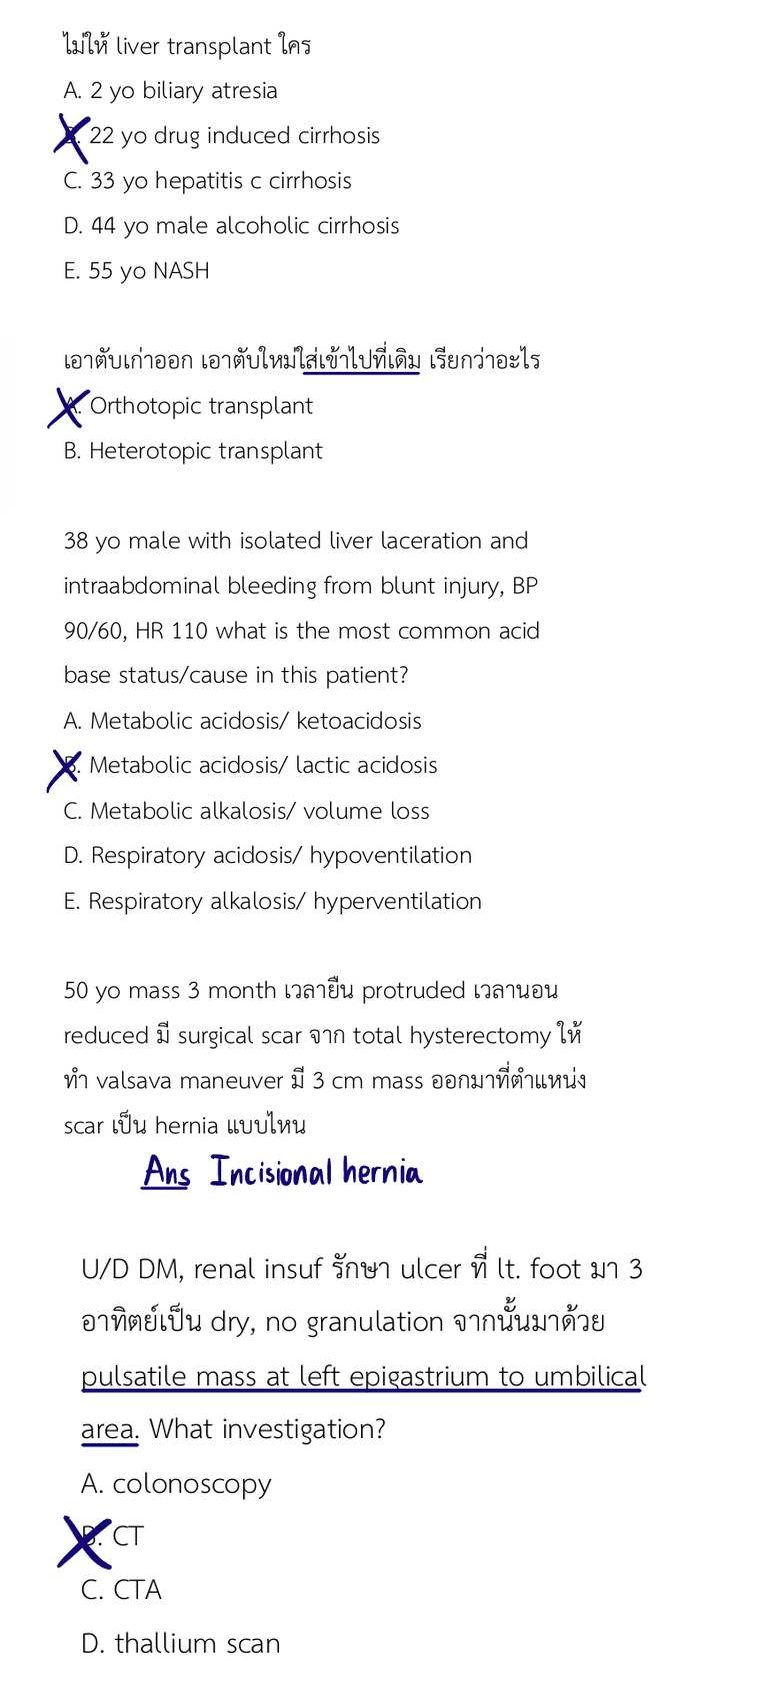 ไม่ให้ liver transplant ใคร
A. 2 yo biliary atresia
22 yo drug induced cirrhosis
C. 33 yo hepatitis c cirrhosis
D. 44 yo male alcoholic cirrhosis
E. 55 yo NASH
เอาตับเก่าออก เอาตับใหม่ใส่เข้าไปที่เดิม เรียกว่าอะไร
A. Orthotopic transplant
B. Heterotopic transplant
38 yo male with isolated liver laceration and
intraabdominal bleeding from blunt injury, BP
90/60, HR 110 what is the most common acid
base status/cause in this patient?
A. Metabolic acidosis/ ketoacidosis
B. Metabolic acidosis/ lactic acidosis
C. Metabolic alkalosis/ volume loss
D. Respiratory acidosis/ hypoventilation
E. Respiratory alkalosis/ hyperventilation
50 yo mass 3 month เวลายืน protruded เวลานอน
reduced มี surgical scar จาก total hysterectomy ให้
ทำ valsava maneuver มี 3 cm mass ออกมาที่ตำแหน่ง
scar เป็น hernia แบบไหน
Ans Incisional hernia
U/D DM, renal insuf รักษา ulcer ที่ lt. foot มา 3
อาทิตย์เป็น dry, no granulation จากนั้นมาด้วย
pulsatile mass at left epigastrium to umbilical
area. What investigation?
A. colonoscopy
B. CT
C. CTA
D. thallium scan